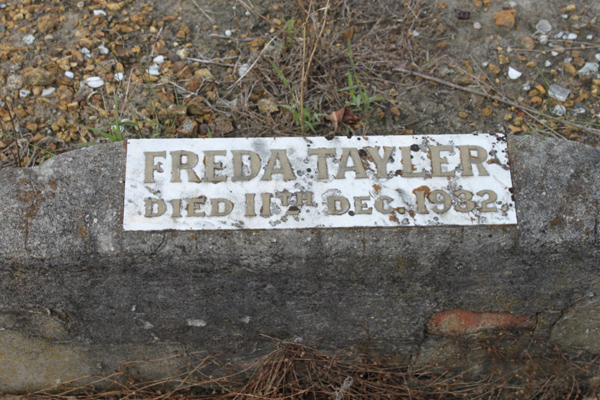 FREDA TAYLER
DIED 11TH DEC. 1932